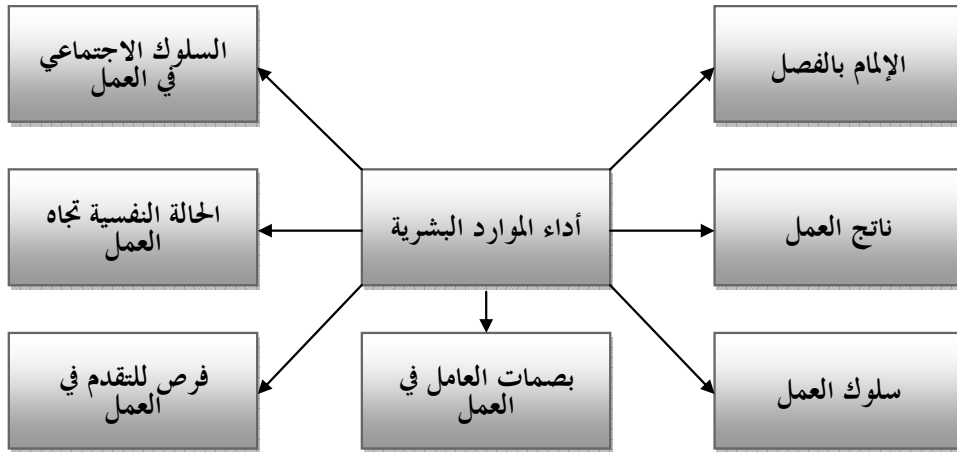 الإلمام بالفصل
السلوك الاجتماعي
في العمل
ناتج العمل
أداء الموارد البشرية
الحالة النفسية تجاه
العمل
سلوك العمل
بصمات العامل في
العمل
فرص للتقدم في
العمل